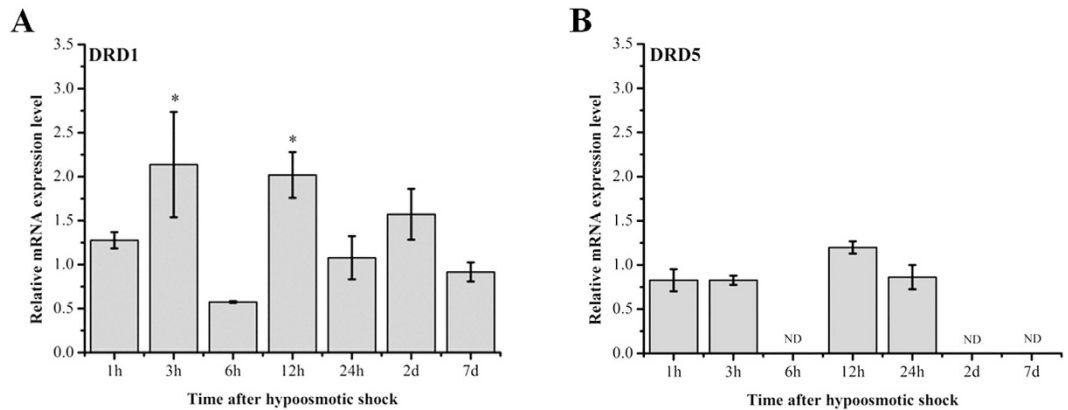 A
DRD1
Relative mRNA expression level
3.5
3.0
2.5
2.0
1.5
1.0
0.5
0.0
*
*
1h 3h 6h 12h 24h 2d 7d
Time after hypoosmotic shock
B
DRD5
Relative mRNA expression level
3.5
3.0
2.5
2.0
1.5
1.0
0.5
0.0
ND ND ND
1h 3h 6h 12h 24h 2d 7d
Time after hypoosmotic shock